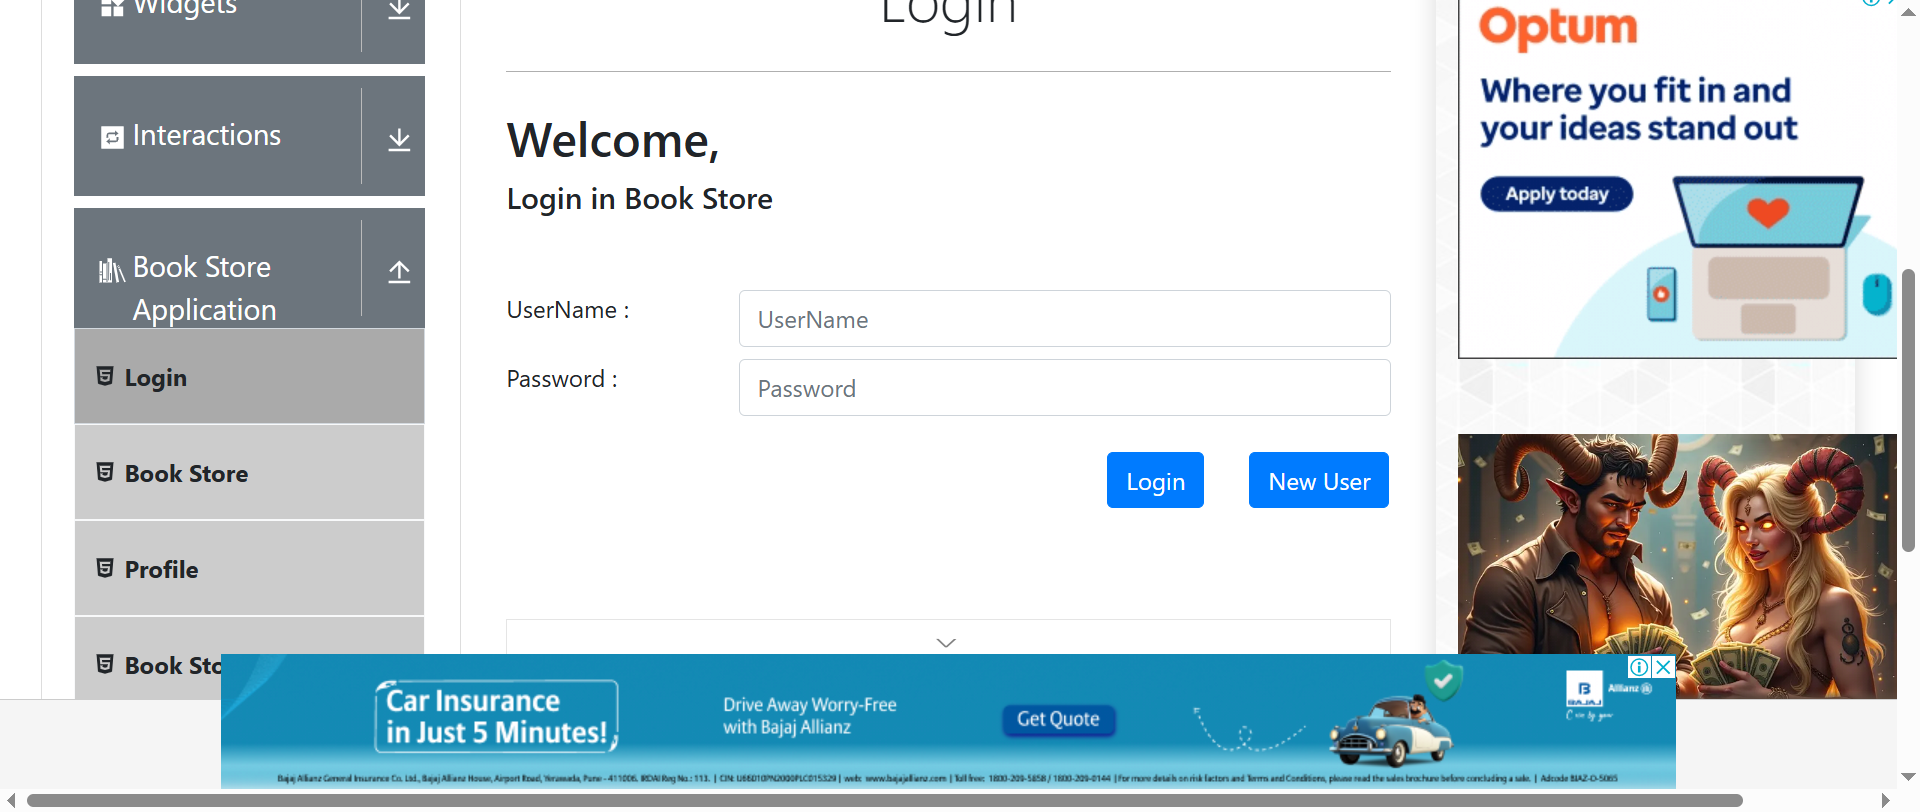 Widgets
Interactions
Book Store
Application
Login
Book Store
Profile
Book Sto
Login
Welcome,
Login in Book Store
UserName :
UserName
Password :
Password
Login
New User
Optum
Where you fit in and
your ideas stand out
Apply today
Car Insurance
in Just 5 Minutes!
Drive Away Worry-Free
with Bajaj Allianz
Get Quote
B
BAJAJ
Allianz
Bajaj Allianz General Insurance Co. Ltd., Bajaj Allianz House, Airport Road, Yerawada, Pune - 411006. IRDAI Reg No.: 113. | CIN: U66010PN2000PLC015329 | web: www.bajajallianz.com | Toll free: 1800-209-5858 / 1800-209-0144 | For more details on risk factors and Terms and Conditions, please read the sales brochure before concluding a sale. | Adcode BIAZ-O-5065